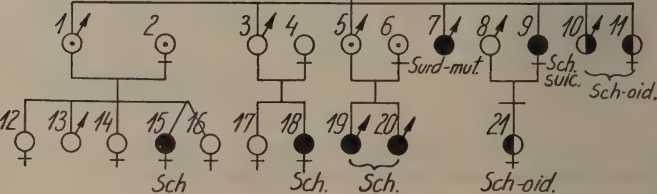 1 2 3 4 5 6 7 8 9 10 11
Surd-mut. Sch. suic. Sch-oid.
12 13 14 15 16 17 18 19 20 21
Sch Sch. Sch. Sch-oid.